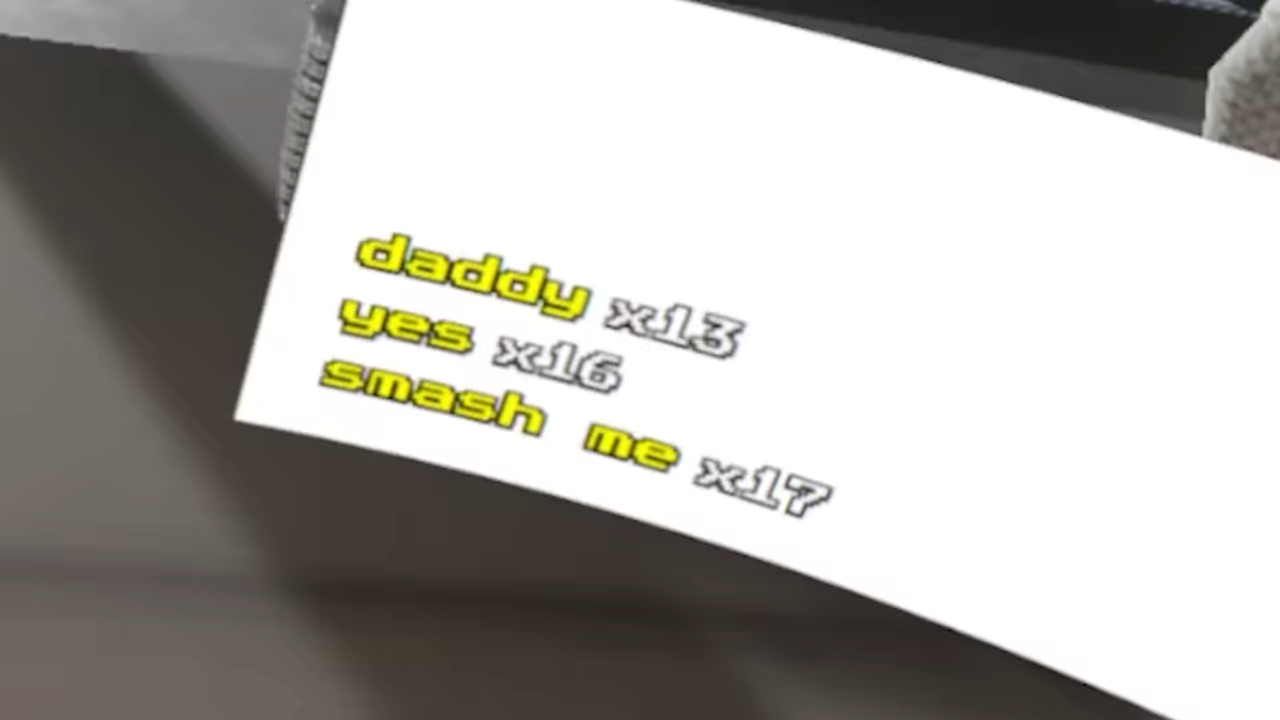 daddy x13
yes x16
smash me x17